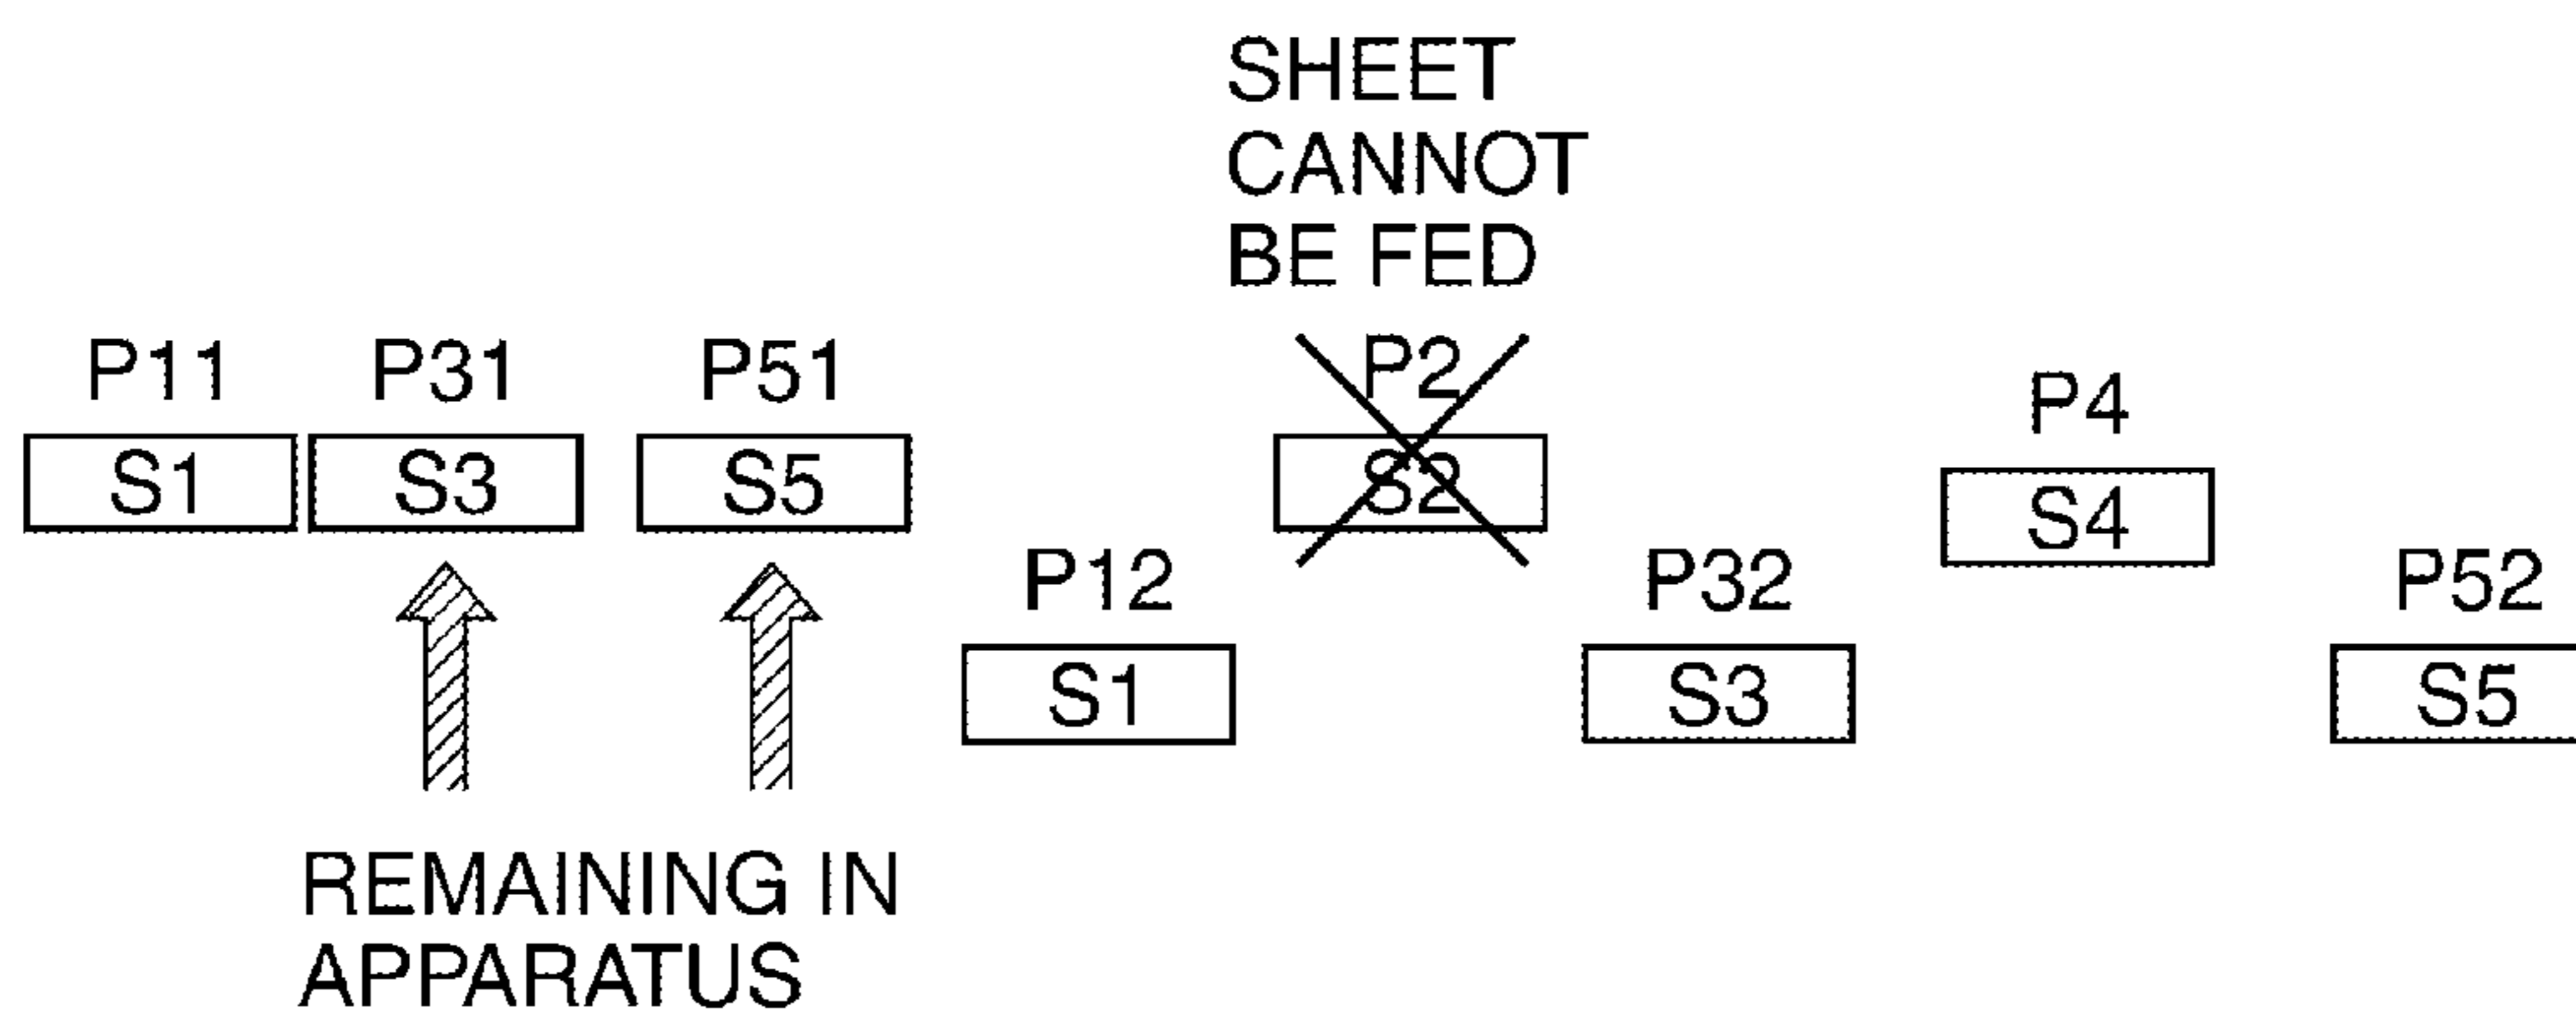 SHEET
CANNOT
BE FED
P11 P31 P51 P2 P4
S1 S3 S5 S2 S4
P12 P32 P52
S1 S3 S5
REMAINING IN
APPARATUS